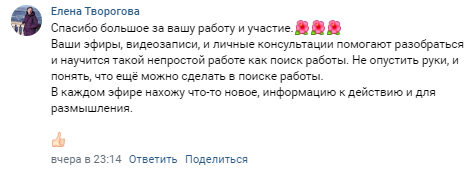 Елена Творогова
Спасибо большое за вашу работу и участие.🌺🌺🌺
Ваши эфиры, видеозаписи, и личные консультации помогают разобраться
и научится такой непростой работе как поиск работы. Не опустить руки, и
понять, что ещё можно сделать в поиске работы.
В каждом эфире нахожу что-то новое, информацию к действию и для
размышления.
👍🏻
вчера в 23:14 Ответить Поделиться